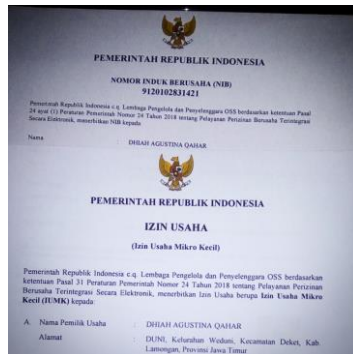 PEMERINTAH REPUBLIK INDONESIA
NOMOR INDUK BERUSAHA (NIB)
9120102831421
Pemerintah Republik Indonesia c.q. Lembaga Pengelola dan Penyelenggara OSS berdasarkan ketentuan Pasal
24 ayat (1) Peraturan Pemerintah Nomor 24 Tahun 2018 tentang Pelayanan Perizinan Berusaha Terintegrasi
Secara Elektronik, menerbitkan NIB kepada:
Nama : DHIAH AGUSTINA QAHAR
PEMERINTAH REPUBLIK INDONESIA
IZIN USAHA
(Izin Usaha Mikro Kecil)
Pemerintah Republik Indonesia c.q. Lembaga Pengelola dan Penyelenggara OSS berdasarkan
ketentuan Pasal 31 Peraturan Pemerintah Nomor 24 Tahun 2018 tentang Pelayanan Perizinan
Berusaha Terintegrasi Secara Elektronik, menerbitkan Izin Usaha berupa Izin Usaha Mikro
Kecil (IUMK) kepada:
A. Nama Pemilik Usaha : DHIAH AGUSTINA QAHAR
Alamat : DUNI, Kelurahan Weduni, Kecamatan Deket, Kab.
Lamongan, Provinsi Jawa Timur